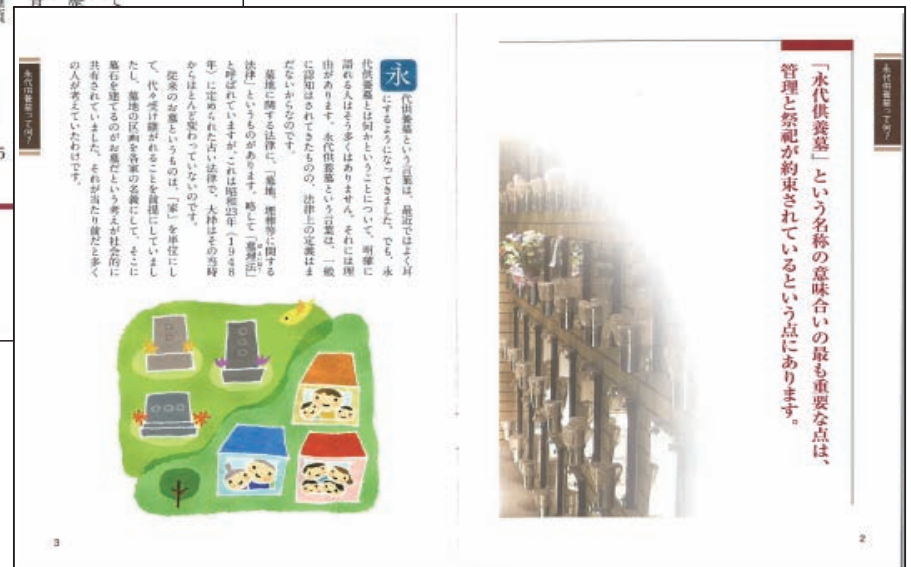 永代供養墓って何？
「永代供養墓」という名称の意味合いの最も重要な点は、
管理と祭祀が約束されているという点にあります。
2
永代供養墓って何？
永代供養墓という言葉は、最近ではよく耳
にするようになってきました。でも、永
代供養墓とは何かということについて、明確に
語れる人はそう多くはありません。それには理
由があります。永代供養墓という言葉は、一般
に認知はされてきたものの、法律上の定義はま
だないからなのです。
墓地に関する法律に、「墓地、埋葬等に関する
法律」というものがあります。略して「墓埋法」
と呼ばれていますが、これは昭和23年（1948
年）に定められた古い法律で、大枠はその当時
からほとんど変わっていないのです。
従来のお墓というものは、「家」を単位にし
て、代々受け継がれることを前提にしていまし
たし、墓地の区画を各家の名義にして、そこに
墓石を建てるのがお墓だという考えが社会的に
共有されていました。それが当たり前だと多く
の人が考えていたわけです。
3